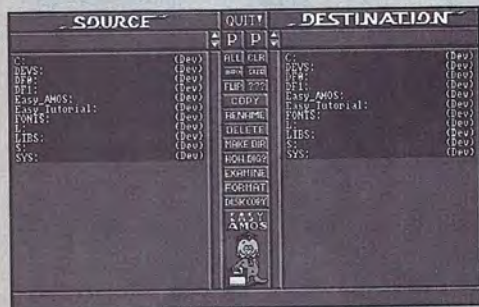 SOURCE
C: (Dev)
DEVS: (Dev)
DF0: (Dev)
DF1: (Dev)
Easy_AMOS: (Dev)
Easy_Tutorial: (Dev)
FONTS: (Dev)
L: (Dev)
LIBS: (Dev)
S: (Dev)
SYS: (Dev)
QUIT!
P P
ALL CLR
FLIP ???
COPY
RENAME
DELETE
MAKE DIR
HOW BIG?
EXAMINE
FORMAT
DISK COPY
EASY
AMOS
DESTINATION
C: (Dev)
DEVS: (Dev)
DF0: (Dev)
DF1: (Dev)
Easy_AMOS: (Dev)
Easy_Tutorial: (Dev)
FONTS: (Dev)
L: (Dev)
LIBS: (Dev)
S: (Dev)
SYS: (Dev)